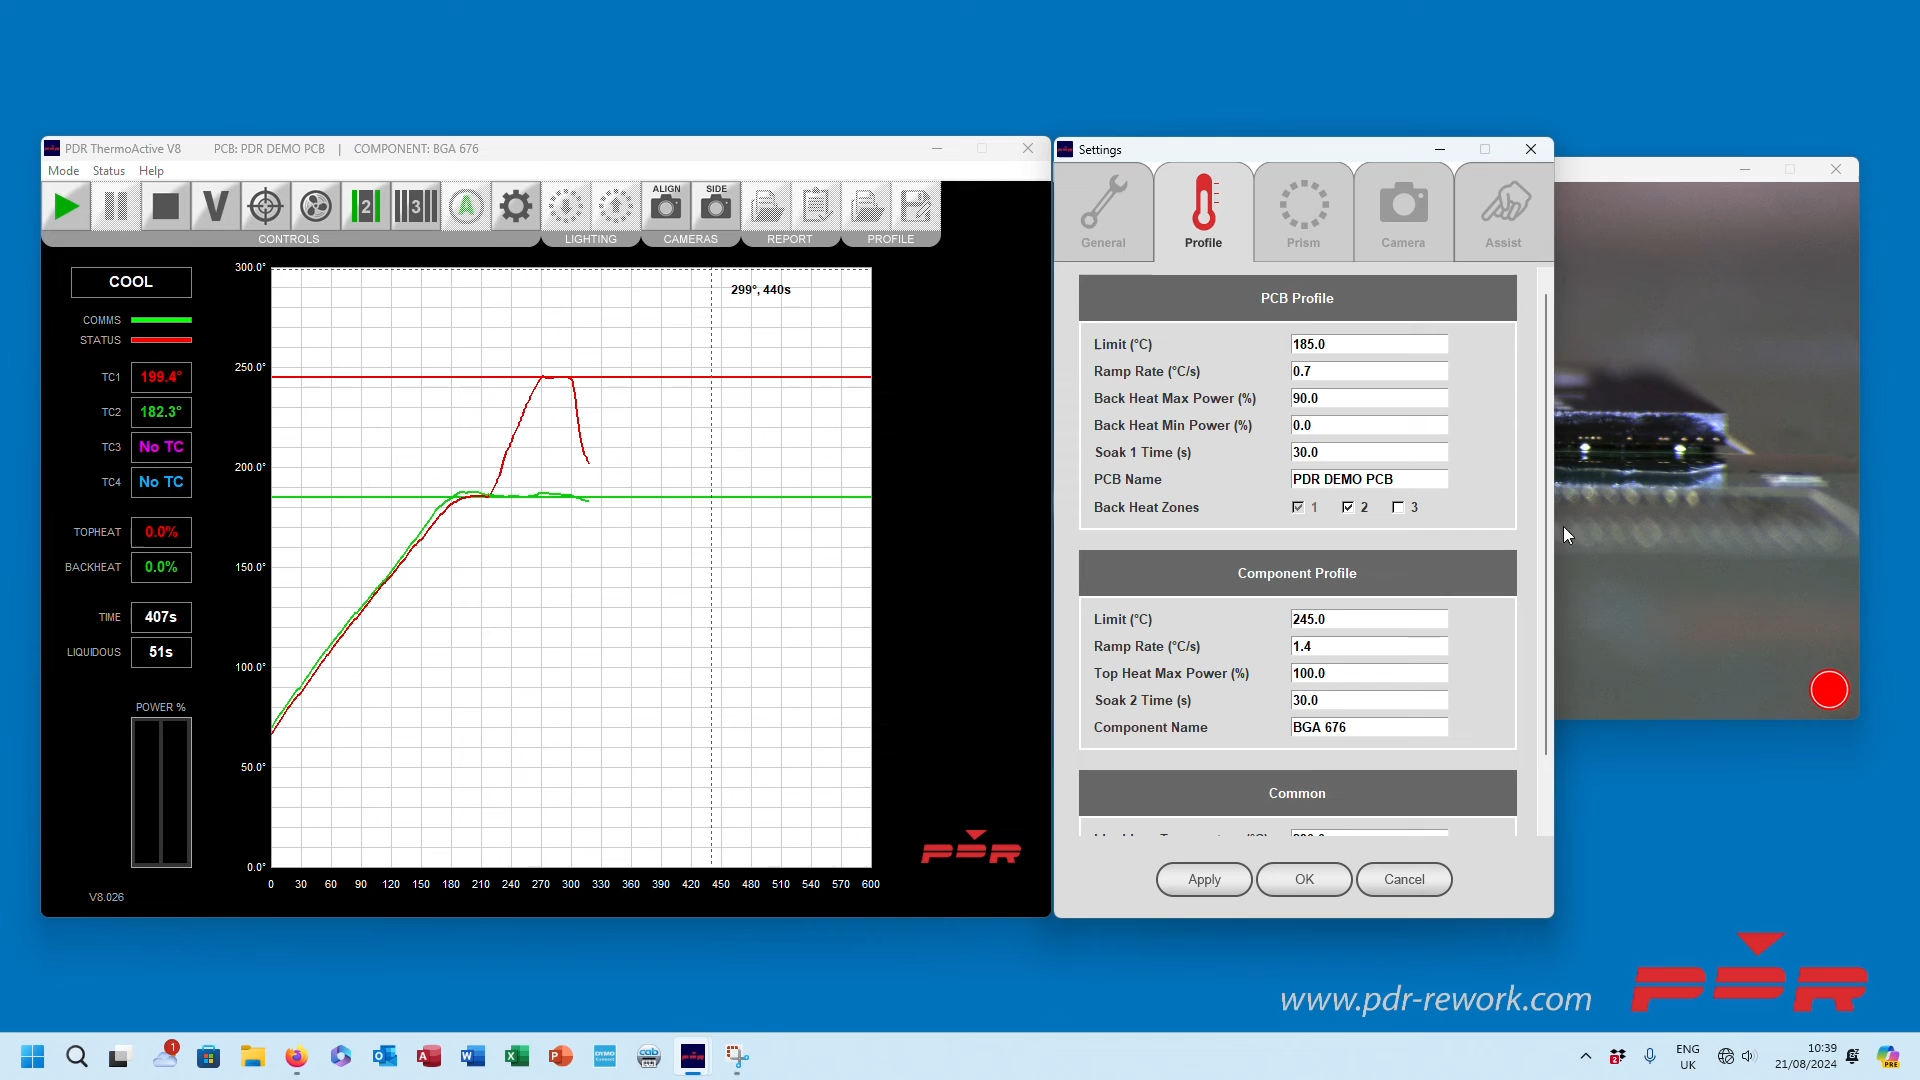 PDR ThermoActive V8 PCB: PDR DEMO PCB | COMPONENT: BGA 676
Mode Status Help
V 2 3 A ALIGN SIDE
CONTROLS LIGHTING CAMERAS REPORT PROFILE
COOL
COMMS
STATUS
TC1 199.4°
TC2 182.3°
TC3 No TC
TC4 No TC
TOPHEAT 0.0%
BACKHEAT 0.0%
TIME 407s
LIQUIDOUS 51s
POWER %
V8.026
300.0°
250.0°
200.0°
150.0°
100.0°
50.0°
0.0°
299°, 440s
0 30 60 90 120 150 180 210 240 270 300 330 360 390 420 450 480 510 540 570 600
PDR
Settings
General Profile Prism Camera Assist
PCB Profile
Limit (°C) 185.0
Ramp Rate (°C/s) 0.7
Back Heat Max Power (%) 90.0
Back Heat Min Power (%) 0.0
Soak 1 Time (s) 30.0
PCB Name PDR DEMO PCB
Back Heat Zones 1 2 3
Component Profile
Limit (°C) 245.0
Ramp Rate (°C/s) 1.4
Top Heat Max Power (%) 100.0
Soak 2 Time (s) 30.0
Component Name BGA 676
Common
Apply OK Cancel
www.pdr-rework.com PDR
1
DYMO
cab
ENG
UK
10:39
21/08/2024
PRE